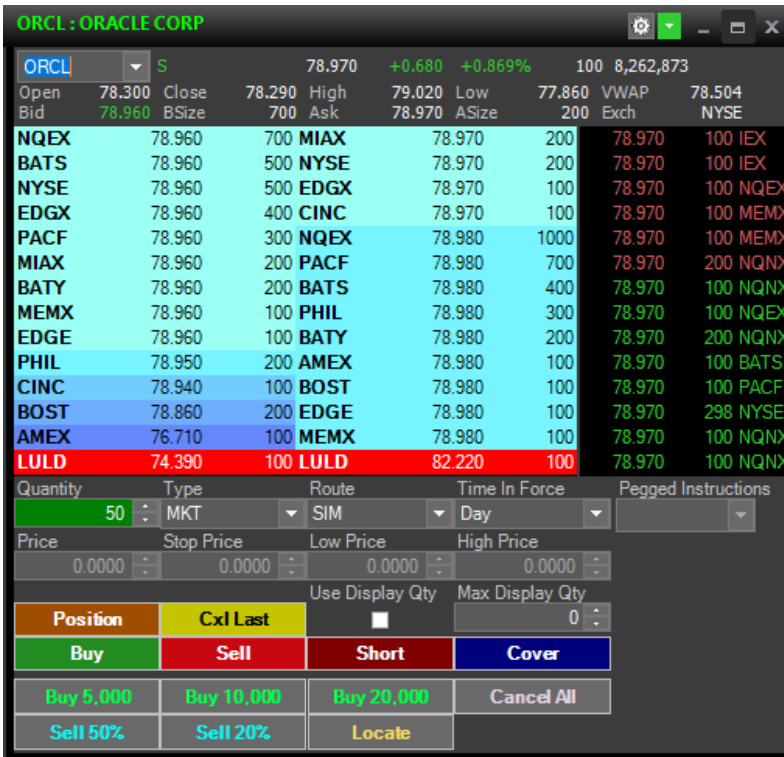 ORCL : ORACLE CORP
ORCL S 78.970 +0.680 +0.869% 100 8,262,873
Open 78.300 Close 78.290 High 79.020 Low 77.860 VWAP 78.504
Bid 78.960 BSize 700 Ask 78.970 ASize 200 Exch NYSE
NQEX 78.960 700 MIAX 78.970 200 78.970 100 IEX
BATS 78.960 500 NYSE 78.970 200 78.970 100 IEX
NYSE 78.960 500 EDGX 78.970 100 78.970 100 NQEX
EDGX 78.960 400 CINC 78.970 100 78.970 100 MEMX
PACF 78.960 300 NQEX 78.980 1000 78.970 100 MEMX
MIAX 78.960 200 PACF 78.980 700 78.970 200 NQNX
BATY 78.960 200 BATS 78.980 400 78.970 100 NQNX
MEMX 78.960 100 PHIL 78.980 300 78.970 100 NQEX
EDGE 78.960 100 BATY 78.980 200 78.970 200 NQNX
PHIL 78.950 200 AMEX 78.980 100 78.970 100 BATS
CINC 78.940 100 BOST 78.980 100 78.970 100 PACF
BOST 78.860 200 EDGE 78.980 100 78.970 298 NYSE
AMEX 76.710 100 MEMX 78.980 100 78.970 100 NQNX
LULD 74.390 100 LULD 82.220 100 78.970 100 NQNX
Quantity Type Route Time In Force Pegged Instructions
50 MKT SIM Day
Price Stop Price Low Price High Price
0.0000 0.0000 0.0000 0.0000
Use Display Qty Max Display Qty
Position Cxl Last 0
Buy Sell Short Cover
Buy 5,000 Buy 10,000 Buy 20,000 Cancel All
Sell 50% Sell 20% Locate